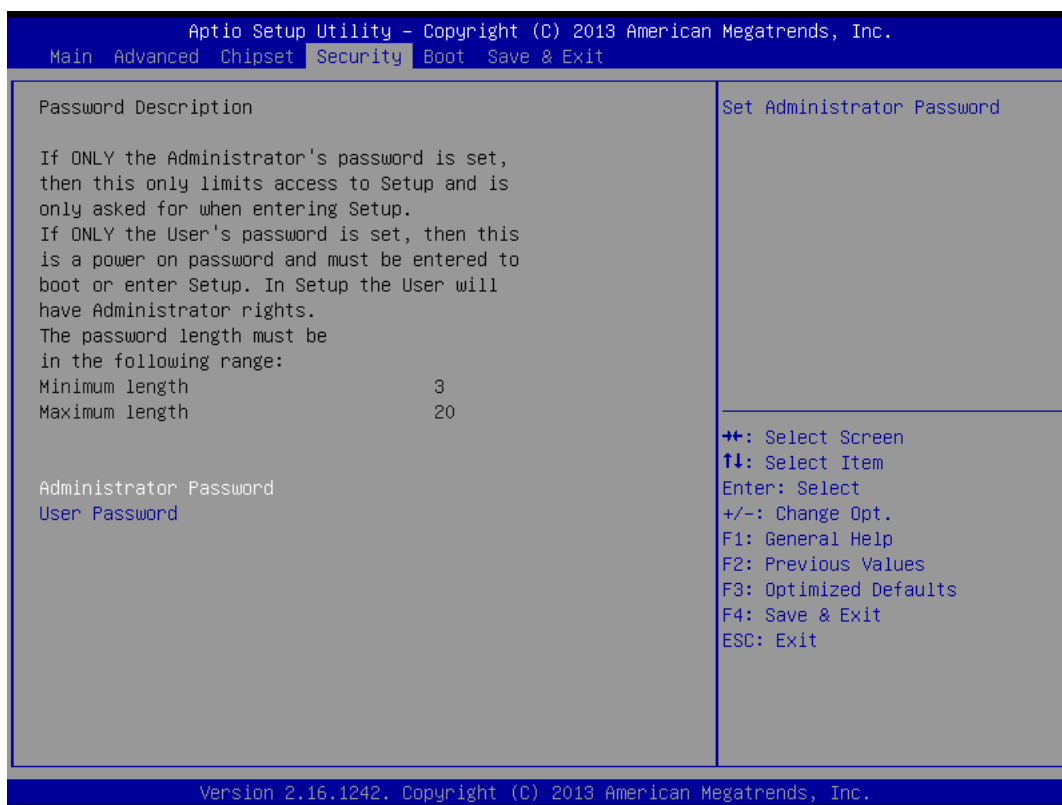 Aptio Setup Utility – Copyright (C) 2013 American Megatrends, Inc.
Main Advanced Chipset Security Boot Save & Exit
Password Description
If ONLY the Administrator's password is set,
then this only limits access to Setup and is
only asked for when entering Setup.
If ONLY the User's password is set, then this
is a power on password and must be entered to
boot or enter Setup. In Setup the User will
have Administrator rights.
The password length must be
in the following range:
Minimum length 3
Maximum length 20
Administrator Password
User Password
Set Administrator Password
→←: Select Screen
↑↓: Select Item
Enter: Select
+/-: Change Opt.
F1: General Help
F2: Previous Values
F3: Optimized Defaults
F4: Save & Exit
ESC: Exit
Version 2.16.1242. Copyright (C) 2013 American Megatrends, Inc.